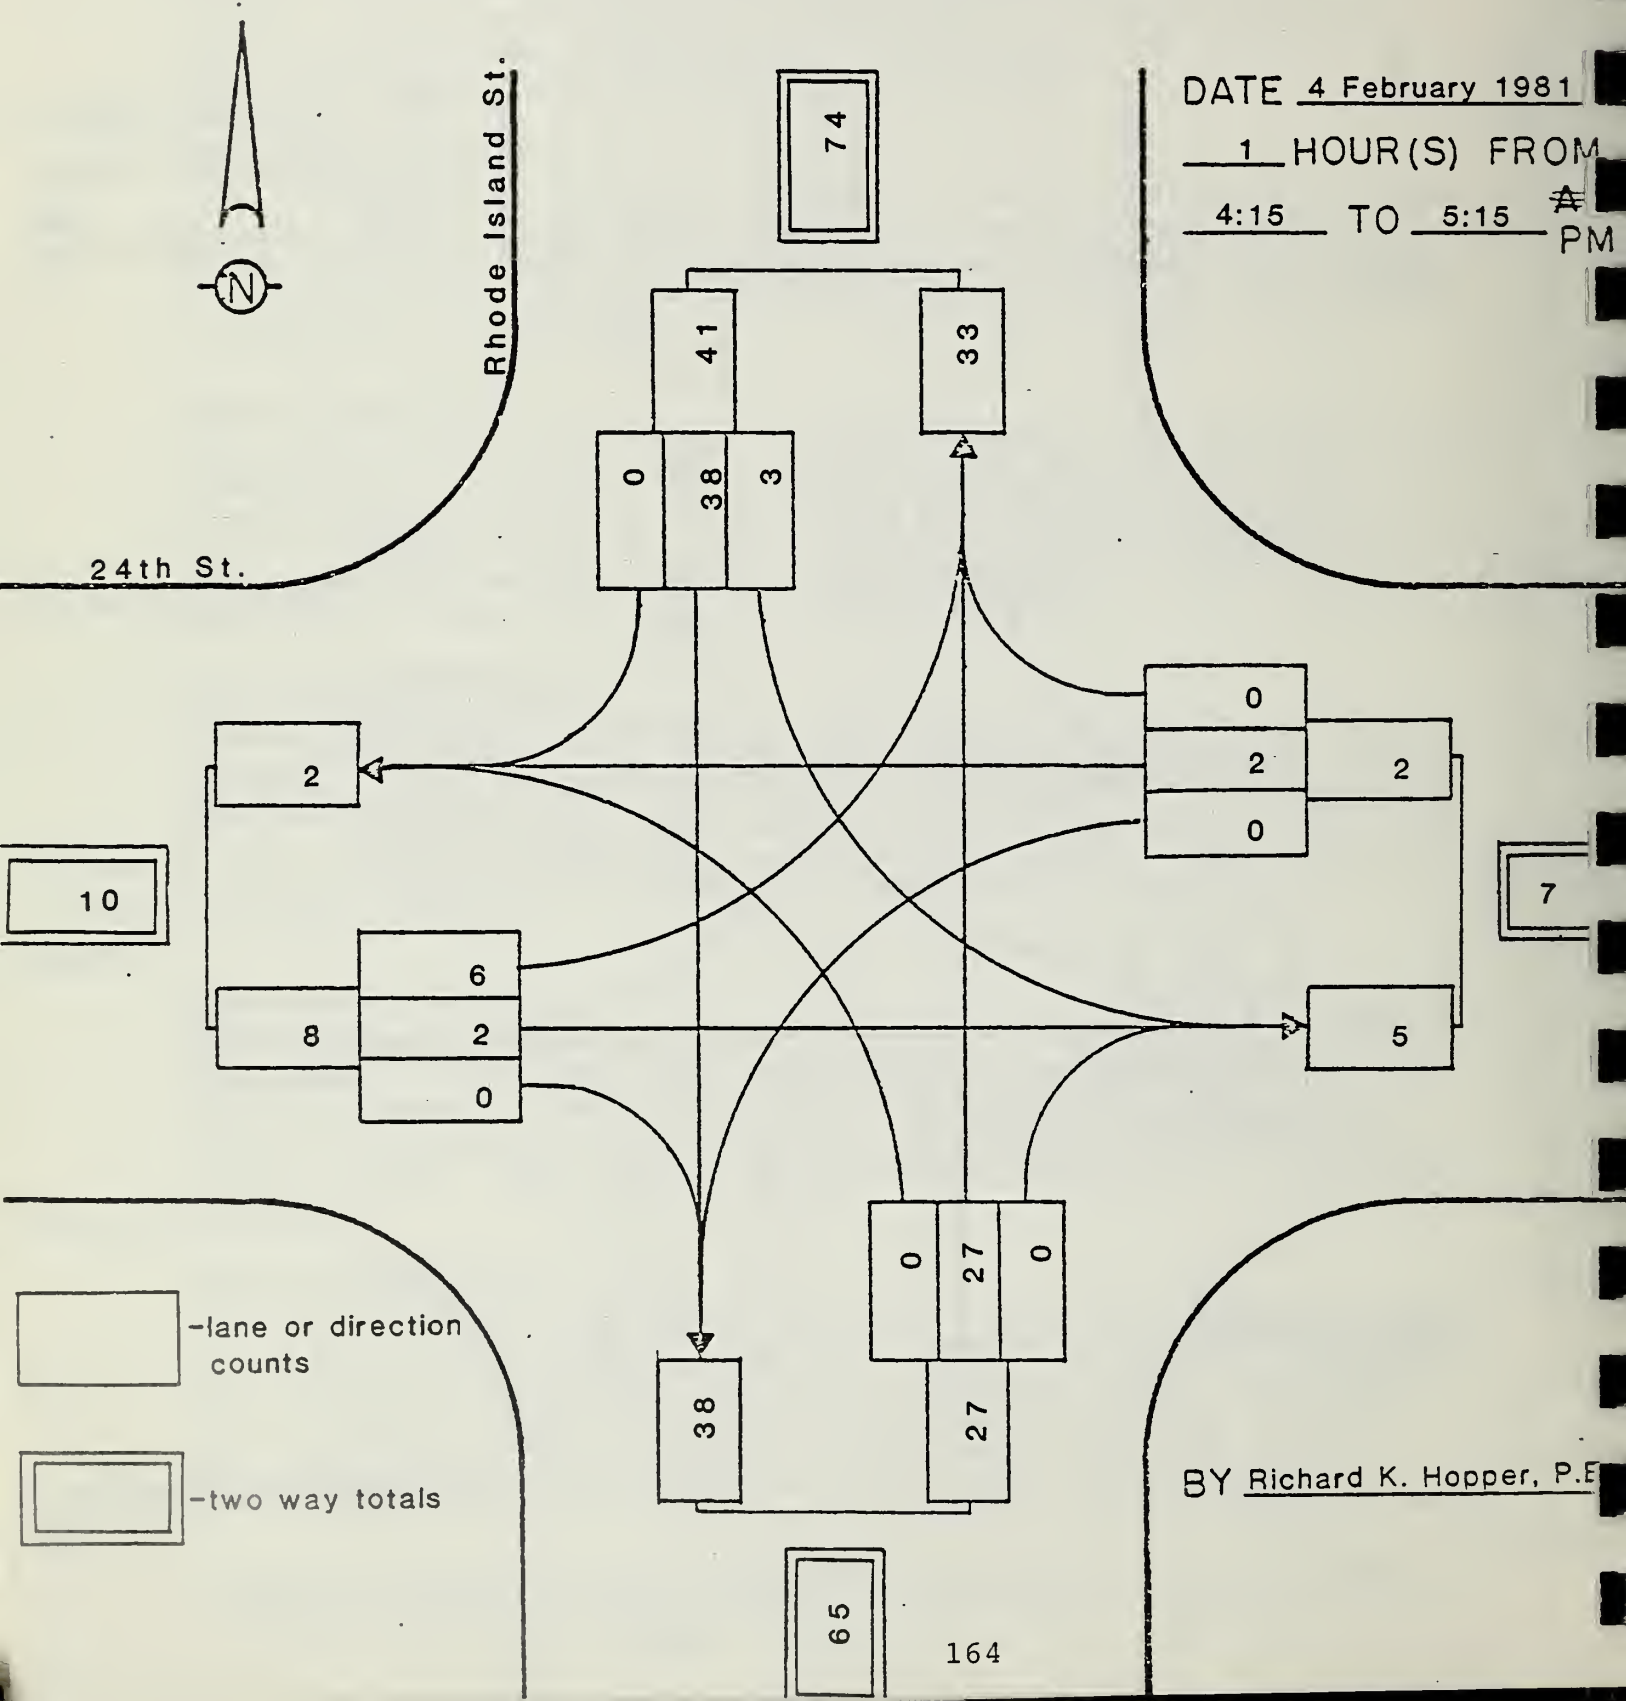 DATE 4 February 1981
1 HOUR(S) FROM
4:15 TO 5:15 A
PM
Rhode Island St.
74
N
41
33
0 38 3
24th St.
0
2
2
2
0
10
7
6
8
2
5
0
0 27 0
-lane or direction
counts
38
27
-two way totals
BY Richard K. Hopper, P.E
65
164